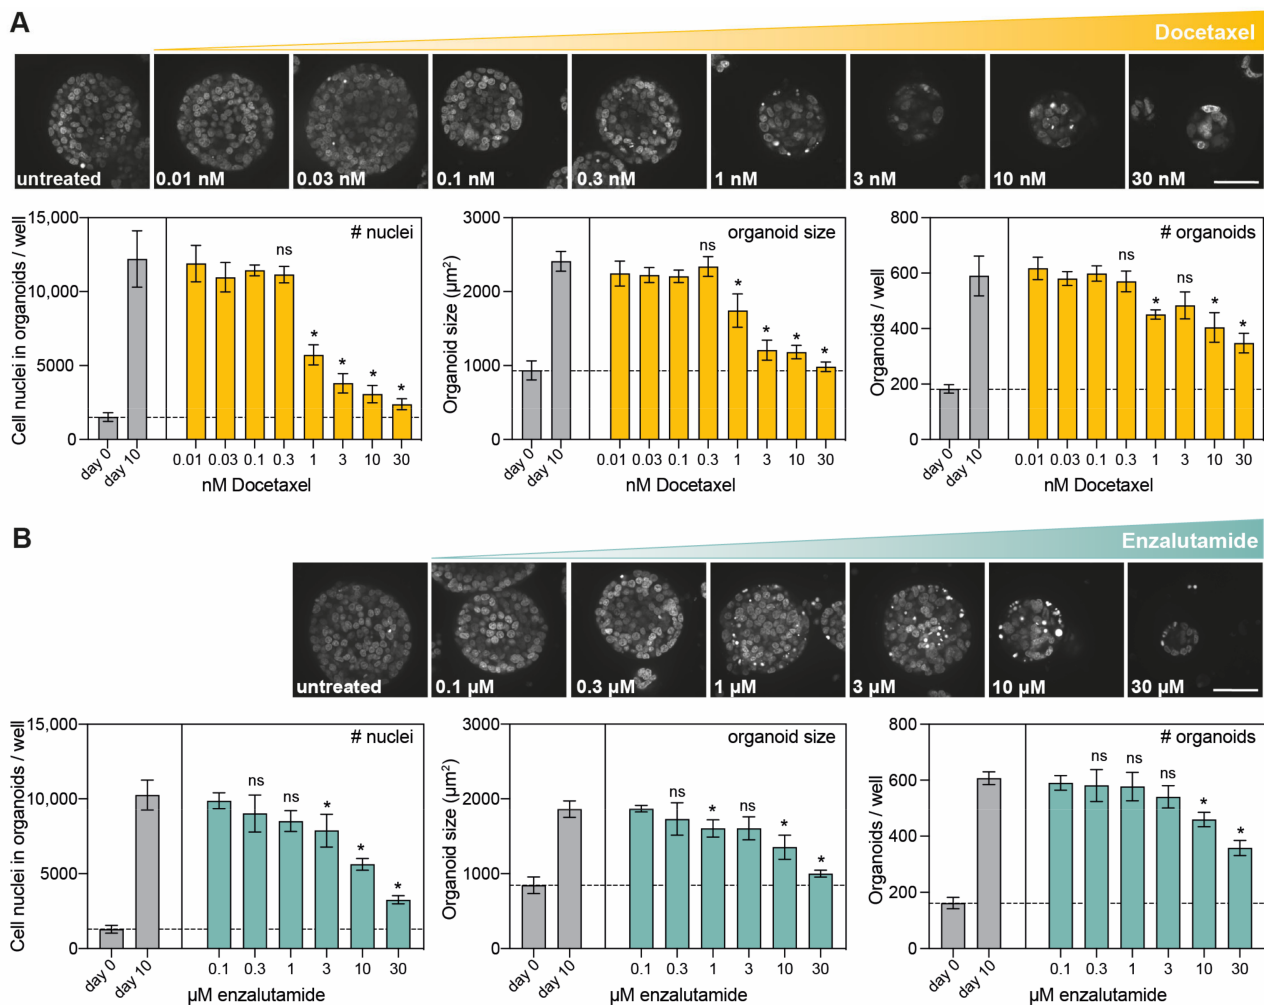 A
Docetaxel
untreated
0.01 nM
0.03 nM
0.1 nM
0.3 nM
1 nM
3 nM
10 nM
30 nM
Cell nuclei in organoids / well
15,000
10,000
5000
0
# nuclei
ns
*
*
*
*
day 0
day 10
0.01
0.03
0.1
0.3
1
3
10
30
nM Docetaxel
Organoid size (µm²)
3000
2000
1000
0
organoid size
ns
*
*
*
*
day 0
day 10
0.01
0.03
0.1
0.3
1
3
10
30
nM Docetaxel
Organoids / well
800
600
400
200
0
# organoids
ns
*
ns
*
*
day 0
day 10
0.01
0.03
0.1
0.3
1
3
10
30
nM Docetaxel
B
Enzalutamide
untreated
0.1 µM
0.3 µM
1 µM
3 µM
10 µM
30 µM
Cell nuclei in organoids / well
15,000
10,000
5000
0
# nuclei
ns
ns
*
*
*
day 0
day 10
0.1
0.3
1
3
10
30
µM enzalutamide
Organoid size (µm²)
3000
2000
1000
0
organoid size
ns
*
ns
*
*
day 0
day 10
0.1
0.3
1
3
10
30
µM enzalutamide
Organoids / well
800
600
400
200
0
# organoids
ns
ns
ns
*
*
day 0
day 10
0.1
0.3
1
3
10
30
µM enzalutamide